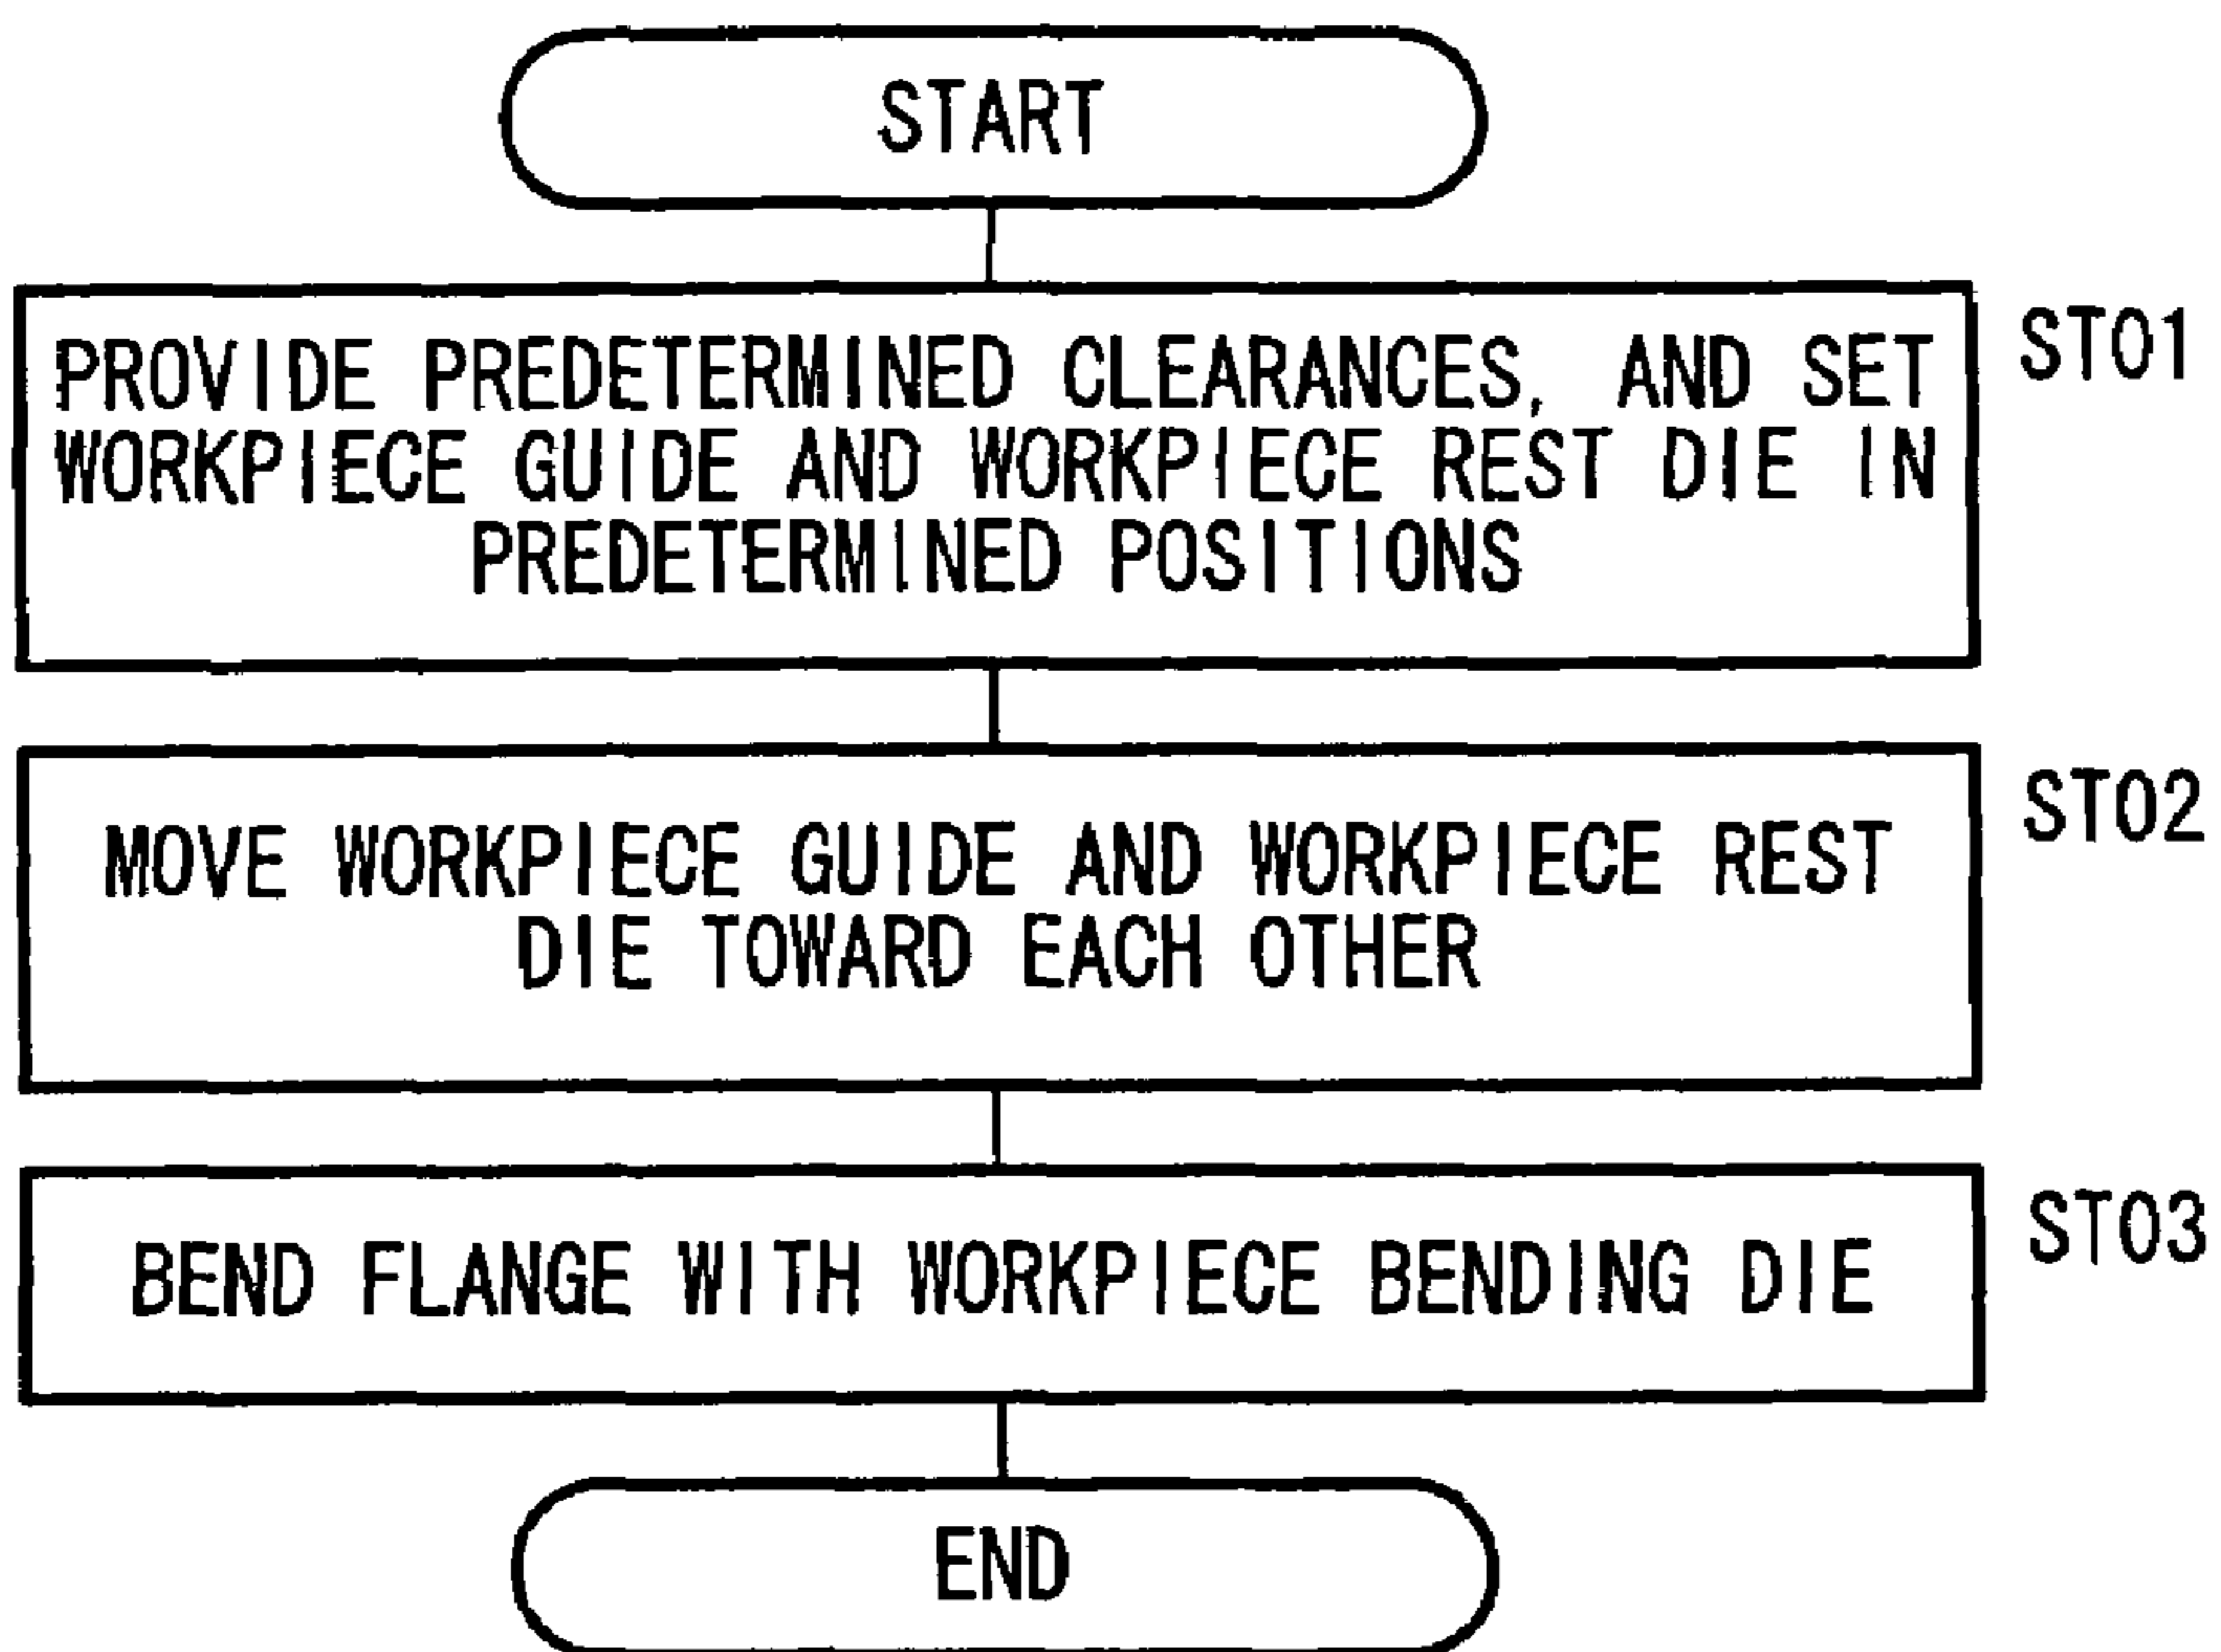 START
PROVIDE PREDETERMINED CLEARANCES, AND SET
WORKPIECE GUIDE AND WORKPIECE REST DIE IN
PREDETERMINED POSITIONS
ST01
MOVE WORKPIECE GUIDE AND WORKPIECE REST
DIE TOWARD EACH OTHER
ST02
BEND FLANGE WITH WORKPIECE BENDING DIE
ST03
END